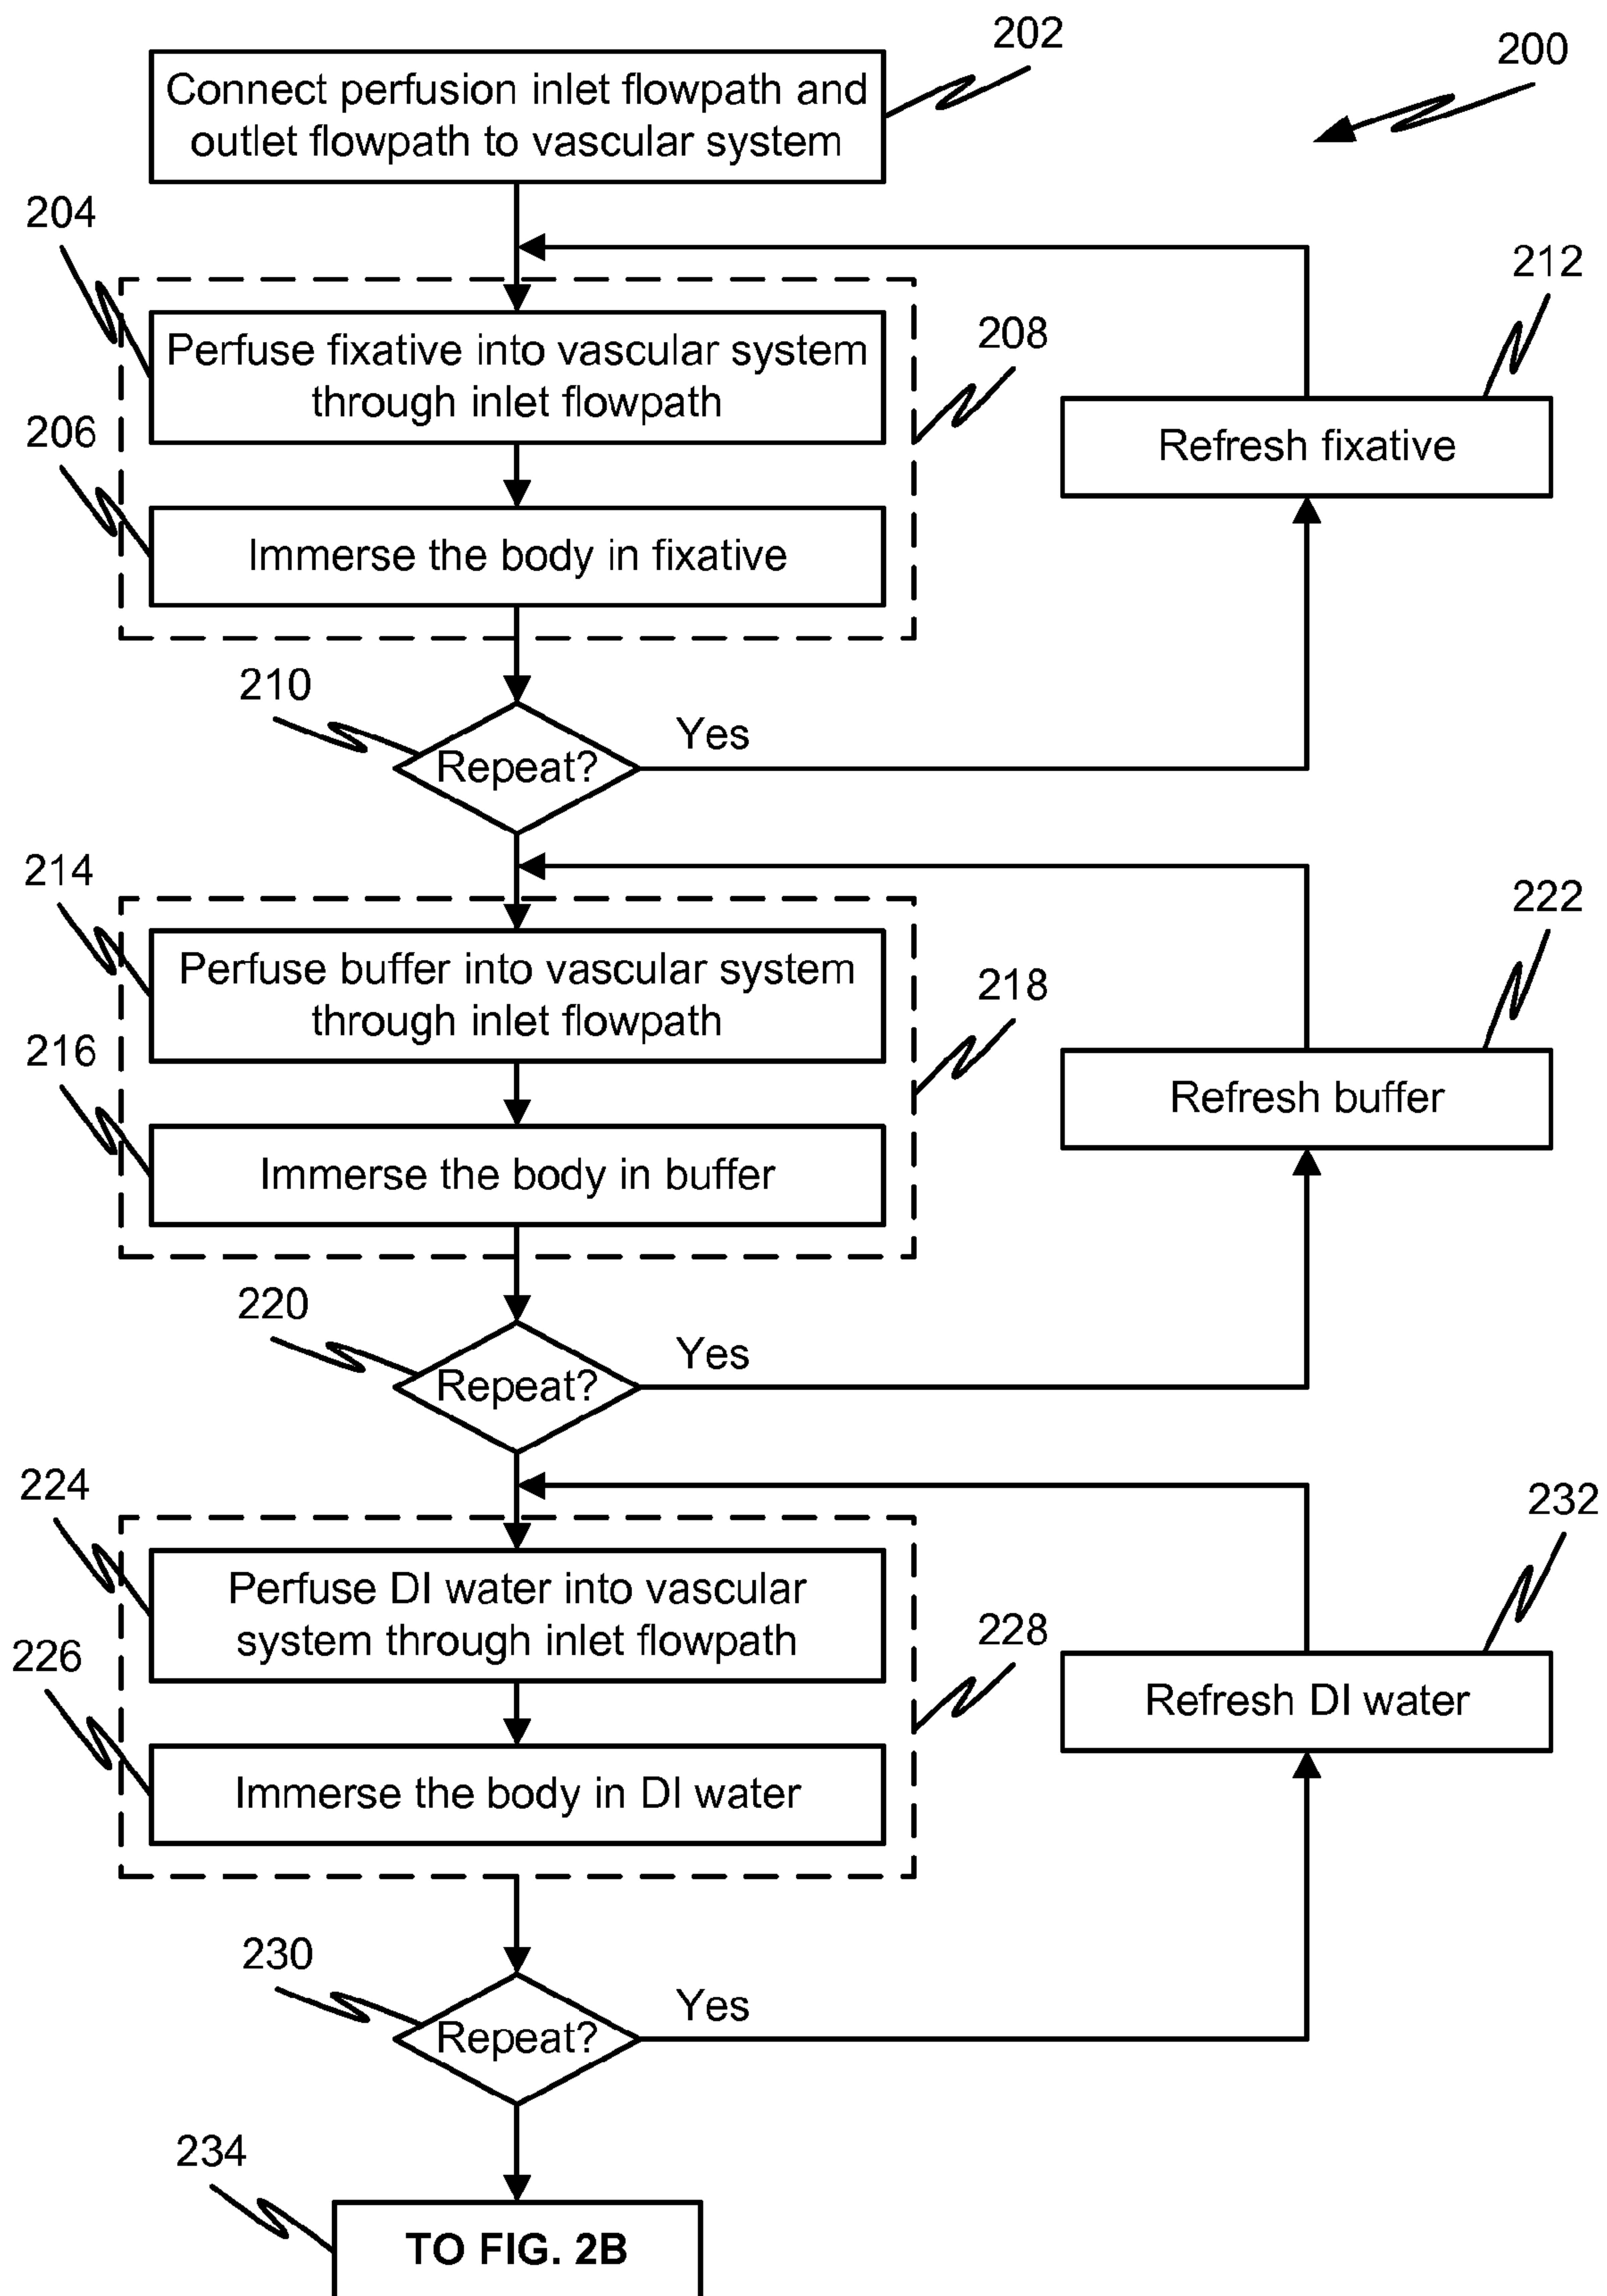 202
200
Connect perfusion inlet flowpath and
outlet flowpath to vascular system
204
212
208
Perfuse fixative into vascular system
through inlet flowpath
206
Refresh fixative
Immerse the body in fixative
210
Yes
Repeat?
214
222
218
Perfuse buffer into vascular system
through inlet flowpath
216
Refresh buffer
Immerse the body in buffer
220
Yes
Repeat?
224
232
228
Perfuse DI water into vascular
system through inlet flowpath
226
Refresh DI water
Immerse the body in DI water
230
Yes
Repeat?
234
TO FIG. 2B